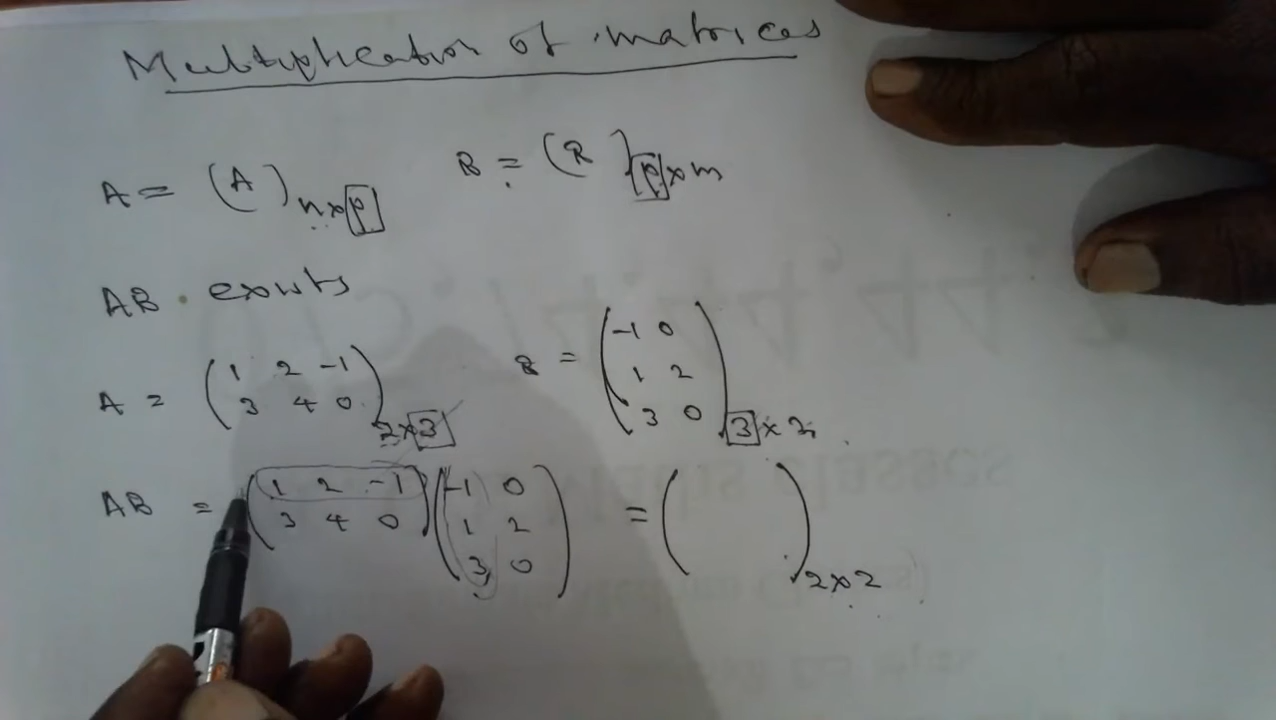 Multiplication of matrices
A = (A)n×p B = (B)p×m
AB exists
A = (1 2 -1
3 4 0)2×3 B = (-1 0
1 2
3 0)3×2
AB = (1 2 -1
3 4 0) (-1 0
1 2
3 0) = ( )2×2